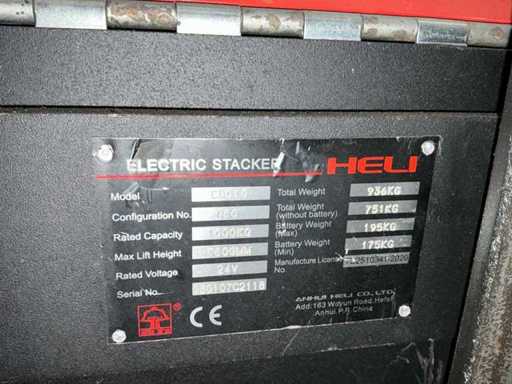 ELECTRIC STACKER HELI
Model Total Weight 936KG
Configuration No. Total Weight (without battery) 751KG
Rated Capacity Battery Weight (Max) 195KG
Max Lift Height Battery Weight (Min) 175KG
Rated Voltage 24V Manufacture License No.
Serial No.
CE
ANHUI HELI CO., LTD.
Add:163 Wuyun Road, Hefei
Anhui P.R.China